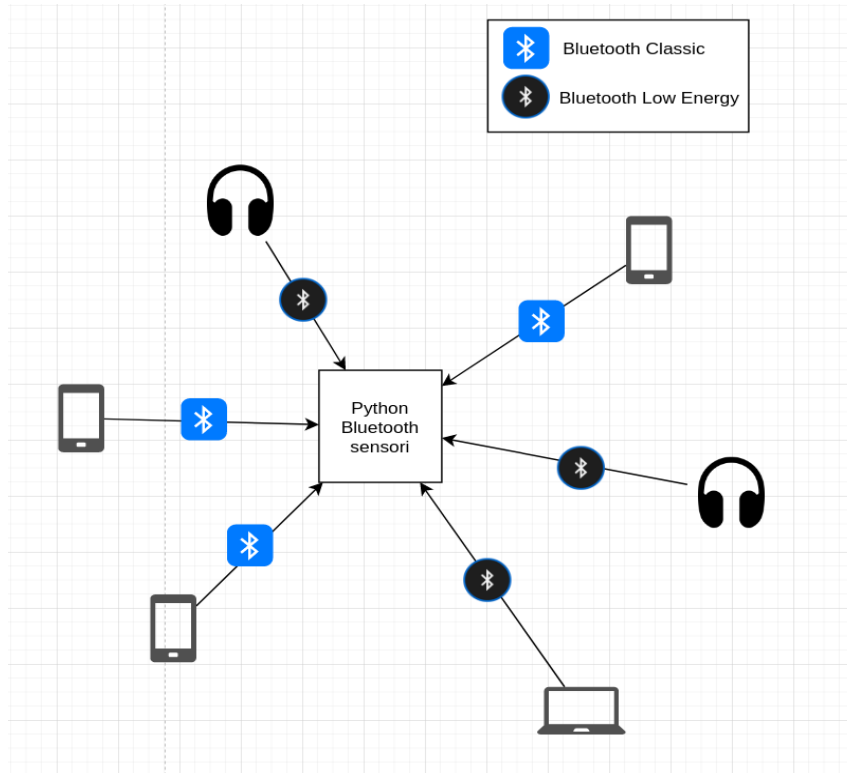 Bluetooth Classic
Bluetooth Low Energy
Python
Bluetooth
sensori